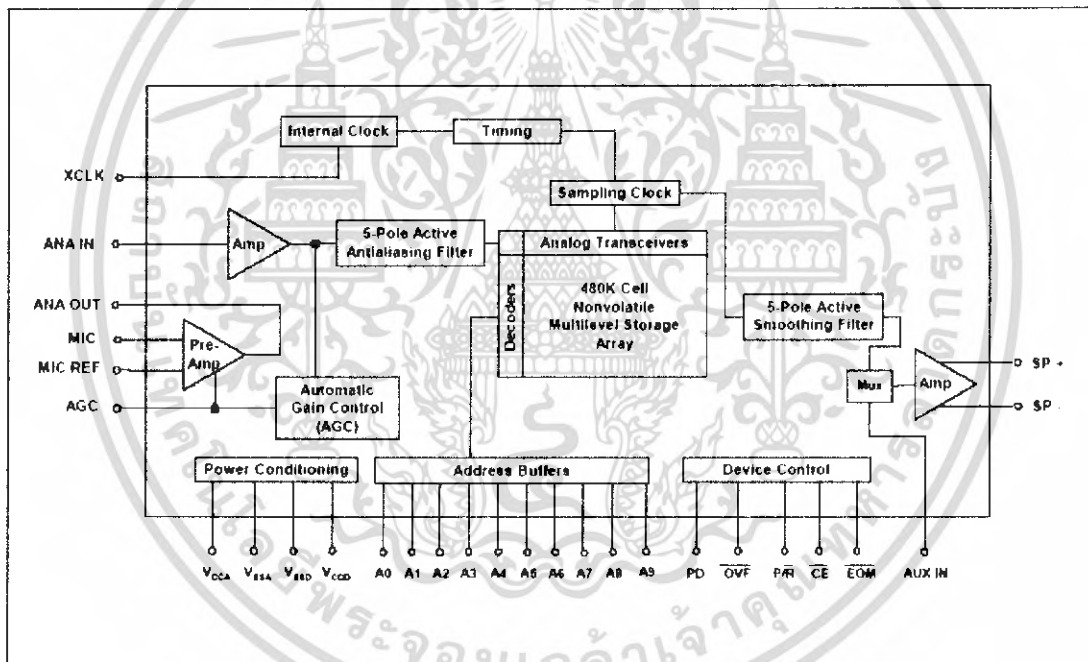 Internal Clock
Timing
XCLK
Sampling Clock
ANA IN
Amp
5-Pole Active
Antialiasing Filter
Analog Transceivers
Decoders
480K Cell
Nonvolatile
Multilevel Storage
Array
5-Pole Active
Smoothing Filter
ANA OUT
MIC
Pre-
Amp
MIC REF
AGC
Automatic
Gain Control
(AGC)
Mux
Amp
SP +
SP -
Power Conditioning
Address Buffers
Device Control
VCCA VSSA VSSD VCCD A0 A1 A2 A3 A4 A5 A6 A7 A8 A9 PD OVF P/R CE EOM AUX IN